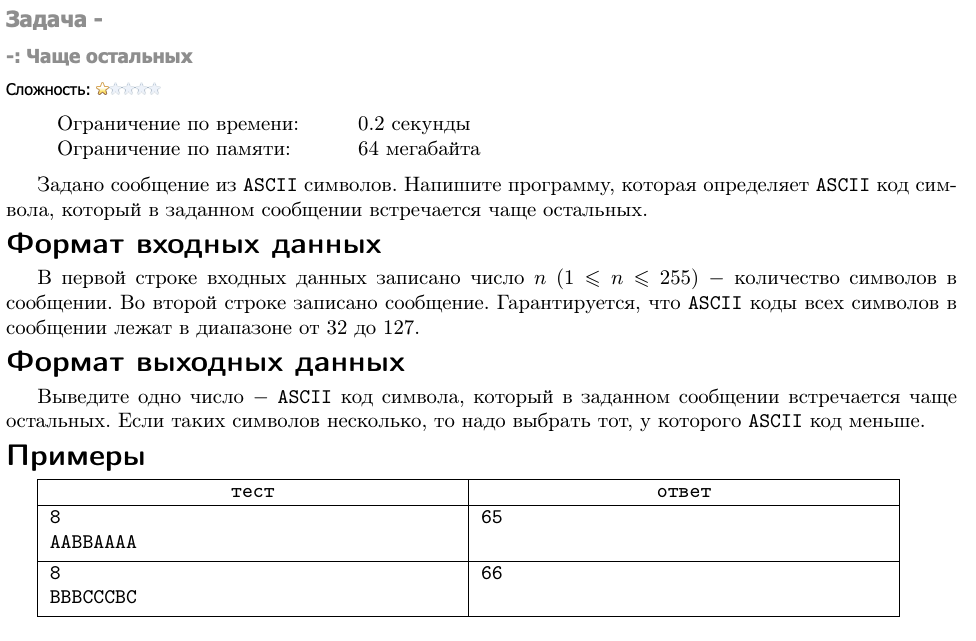 Задача -
-: Чаще остальных
Сложность:
Ограничение по времени: 0.2 секунды
Ограничение по памяти: 64 мегабайта
Задано сообщение из ASCII символов. Напишите программу, которая определяет ASCII код сим-
вола, который в заданном сообщении встречается чаще остальных.
Формат входных данных
В первой строке входных данных записано число n (1 ⩽ n ⩽ 255) − количество символов в
сообщении. Во второй строке записано сообщение. Гарантируется, что ASCII коды всех символов в
сообщении лежат в диапазоне от 32 до 127.
Формат выходных данных
Выведите одно число − ASCII код символа, который в заданном сообщении встречается чаще
остальных. Если таких символов несколько, то надо выбрать тот, у которого ASCII код меньше.
Примеры
тест ответ
8 65
AABBAAAA
8 66
BBBCCCBC